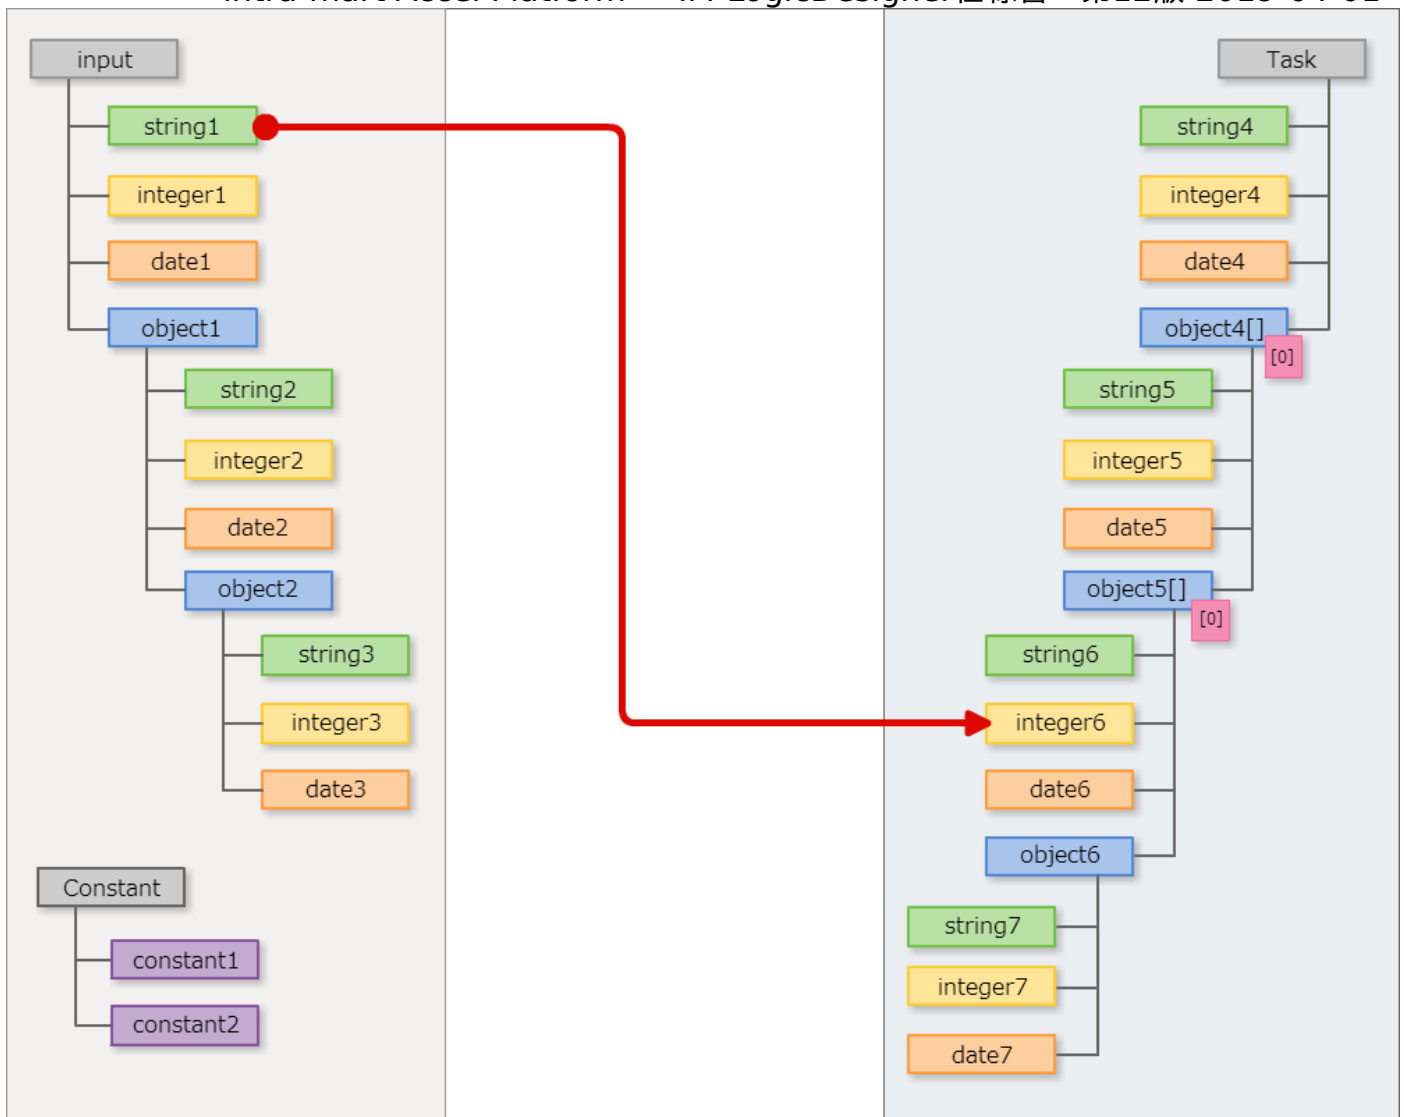 input
string1
integer1
date1
object1
string2
integer2
date2
object2
string3
integer3
date3
Constant
constant1
constant2
Task
string4
integer4
date4
object4[]
[0]
string5
integer5
date5
object5[]
[0]
string6
integer6
date6
object6
string7
integer7
date7